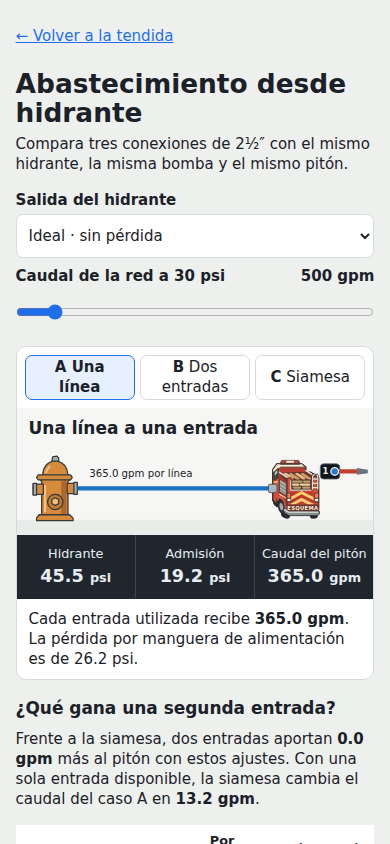 ← Volver a la tendida
Abastecimiento desde
hidrante
Compara tres conexiones de 2½″ con el mismo
hidrante, la misma bomba y el mismo pitón.
Salida del hidrante
Ideal · sin pérdida
Caudal de la red a 30 psi 500 gpm
A Una línea
B Dos entradas
C Siamesa
Una línea a una entrada
365.0 gpm por línea
1
ESQUEMA
Hidrante Admisión Caudal del pitón
45.5 psi 19.2 psi 365.0 gpm
Cada entrada utilizada recibe 365.0 gpm.
La pérdida por manguera de alimentación
es de 26.2 psi.
¿Qué gana una segunda entrada?
Frente a la siamesa, dos entradas aportan 0.0
gpm más al pitón con estos ajustes. Con una
sola entrada disponible, la siamesa cambia el
caudal del caso A en 13.2 gpm.
Por